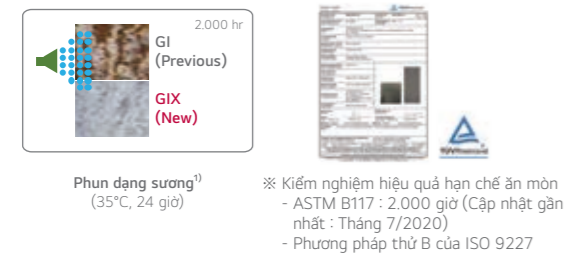 2.000 hr
GI
(Previous)
GIX
(New)
Phun dạng sương1)
(35°C, 24 giờ)
TÜVRheinland
※ Kiểm nghiệm hiệu quả hạn chế ăn mòn
- ASTM B117 : 2.000 giờ (Cập nhật gần
nhất : Tháng 7/2020)
- Phương pháp thử B của ISO 9227